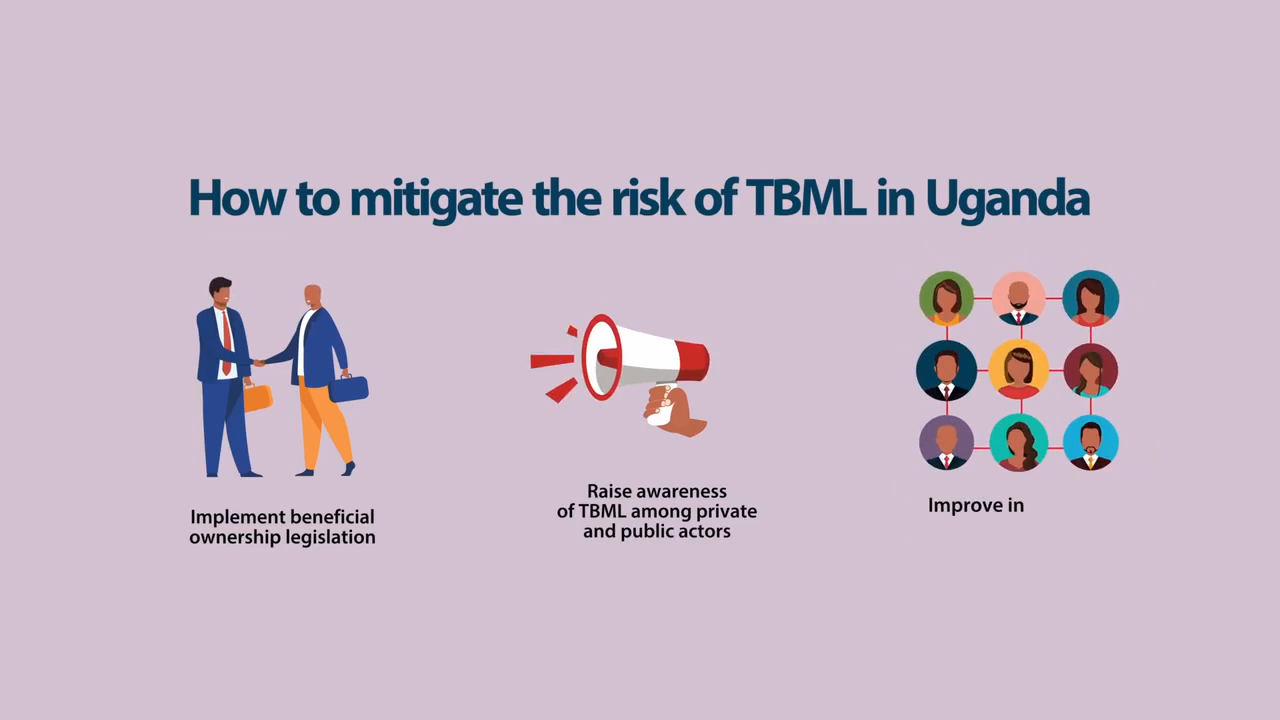 How to mitigate the risk of TBML in Uganda
Implement beneficial
ownership legislation
Raise awareness
of TBML among private
and public actors
Improve in